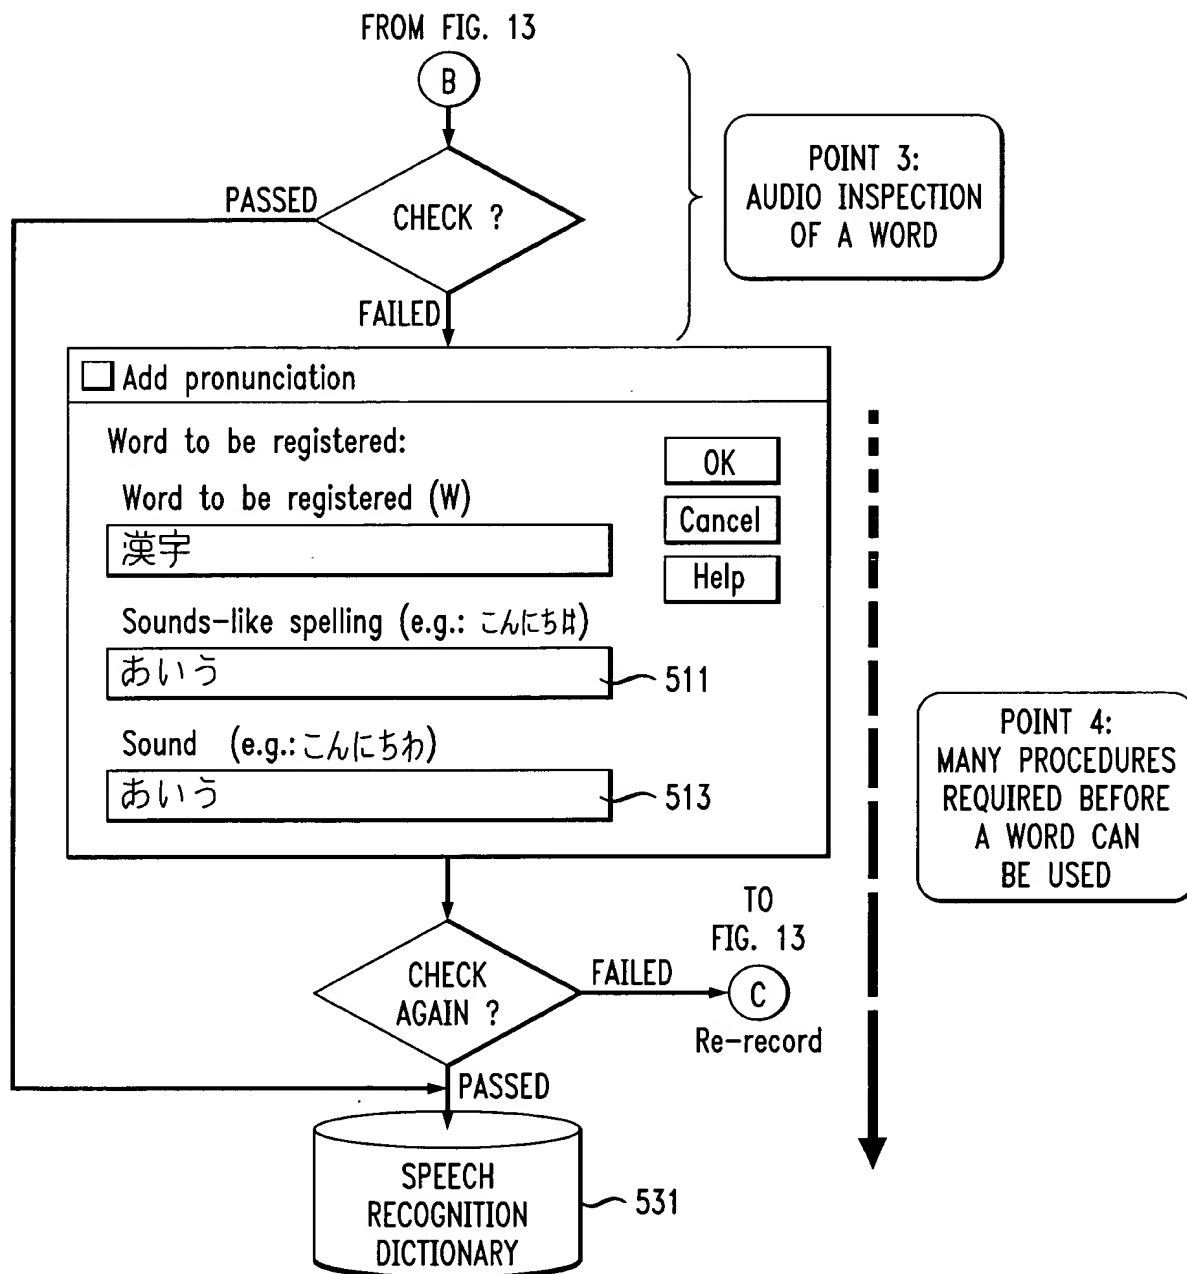 FROM FIG. 13
B
CHECK ?
PASSED
FAILED
POINT 3:
AUDIO INSPECTION
OF A WORD
Add pronunciation
Word to be registered:
Word to be registered (W)
漢字
OK
Cancel
Help
Sounds-like spelling (e.g.: こんにちは)
あいう
511
Sound (e.g.: こんにちわ)
あいう
513
POINT 4:
MANY PROCEDURES
REQUIRED BEFORE
A WORD CAN
BE USED
CHECK
AGAIN ?
FAILED
TO
FIG. 13
C
Re-record
PASSED
SPEECH
RECOGNITION
DICTIONARY
531